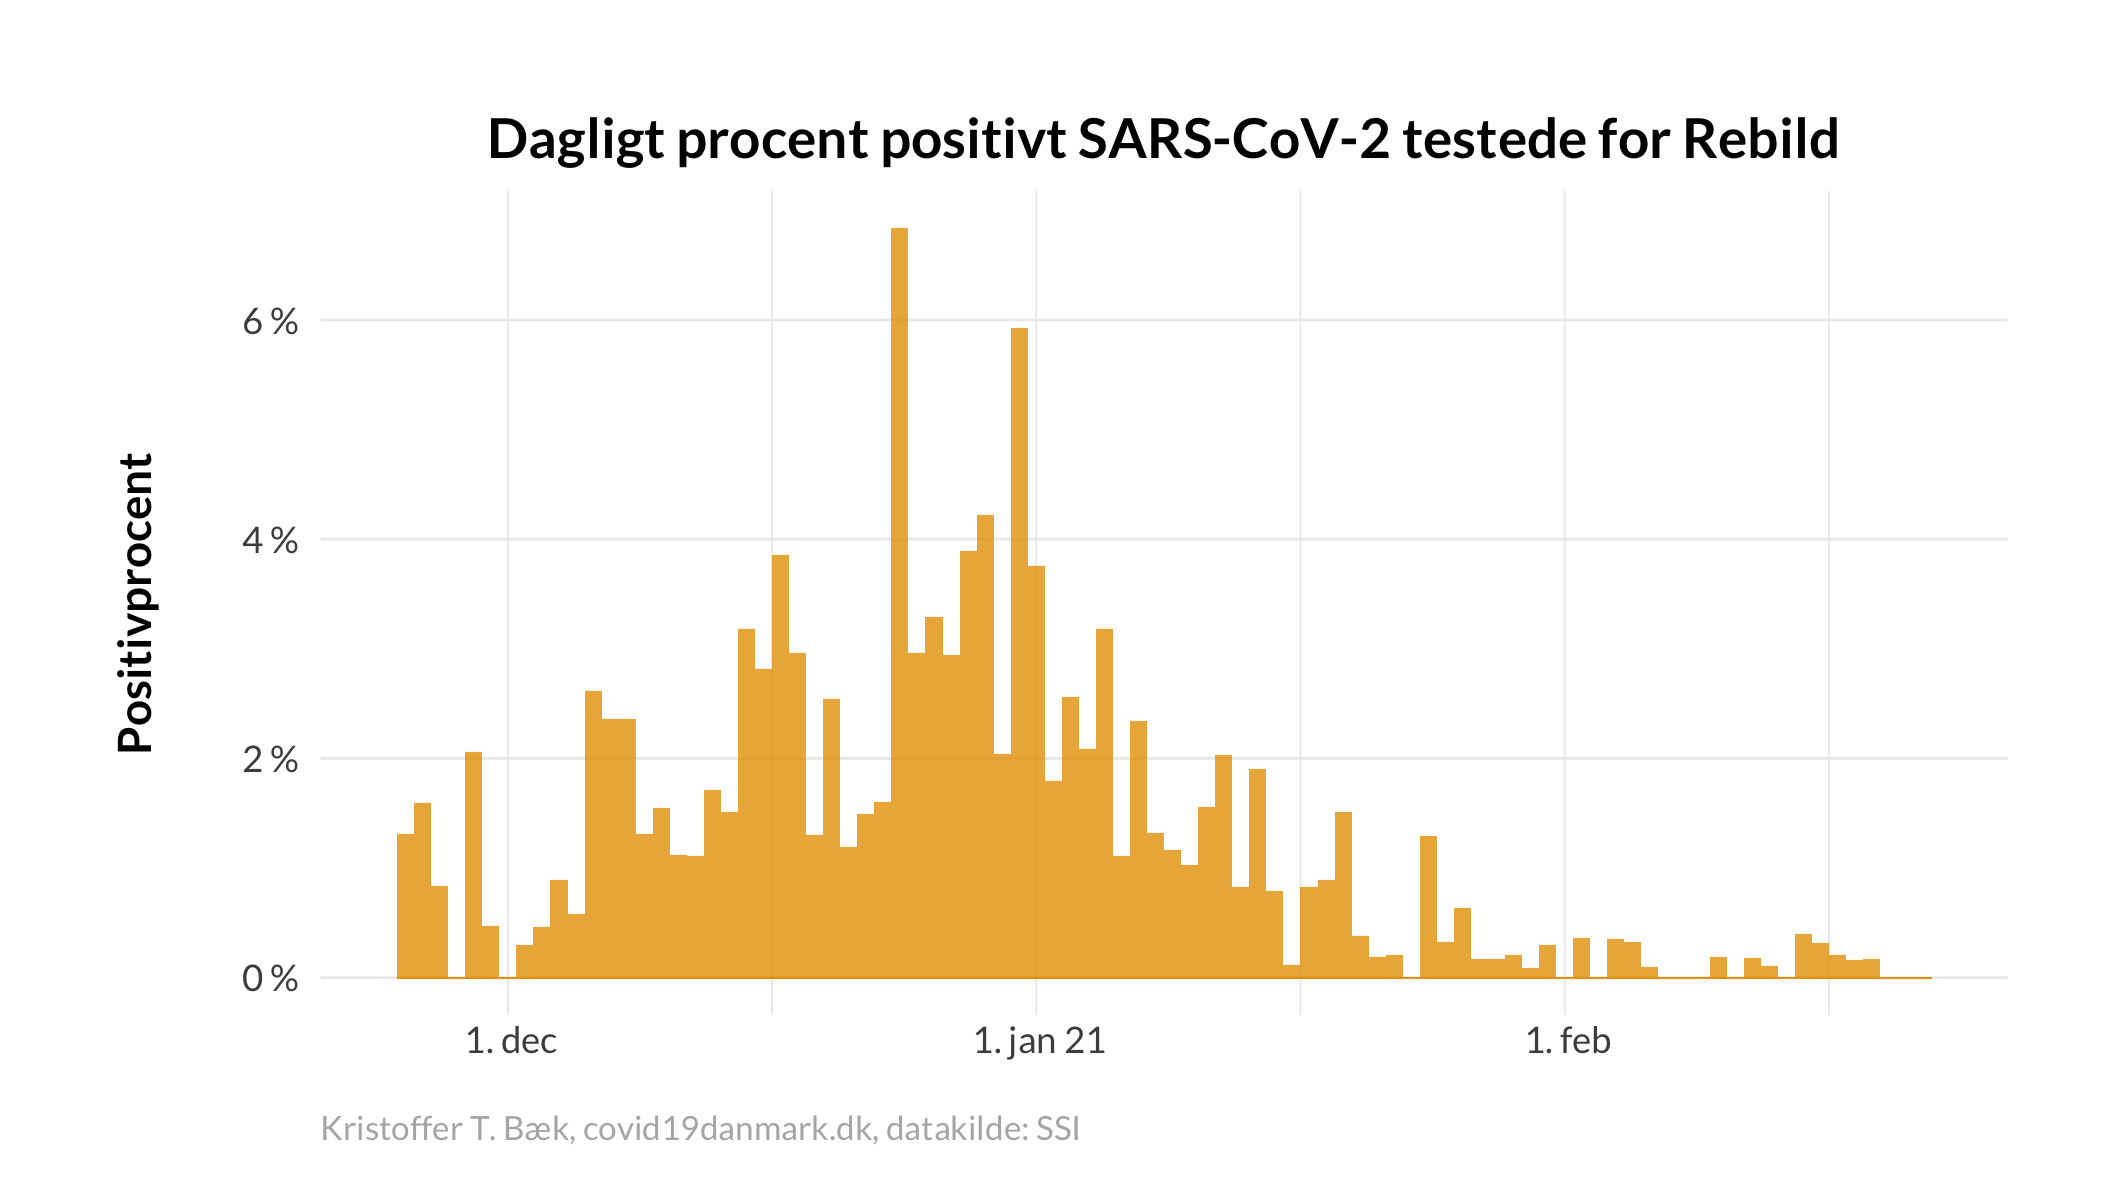 Dagligt procent positivt SARS-CoV-2 testede for Rebild
Positivprocent
6 %
4 %
2 %
0 %
1. dec
1. jan 21
1. feb
Kristoffer T. Bæk, covid19danmark.dk, datakilde: SSI